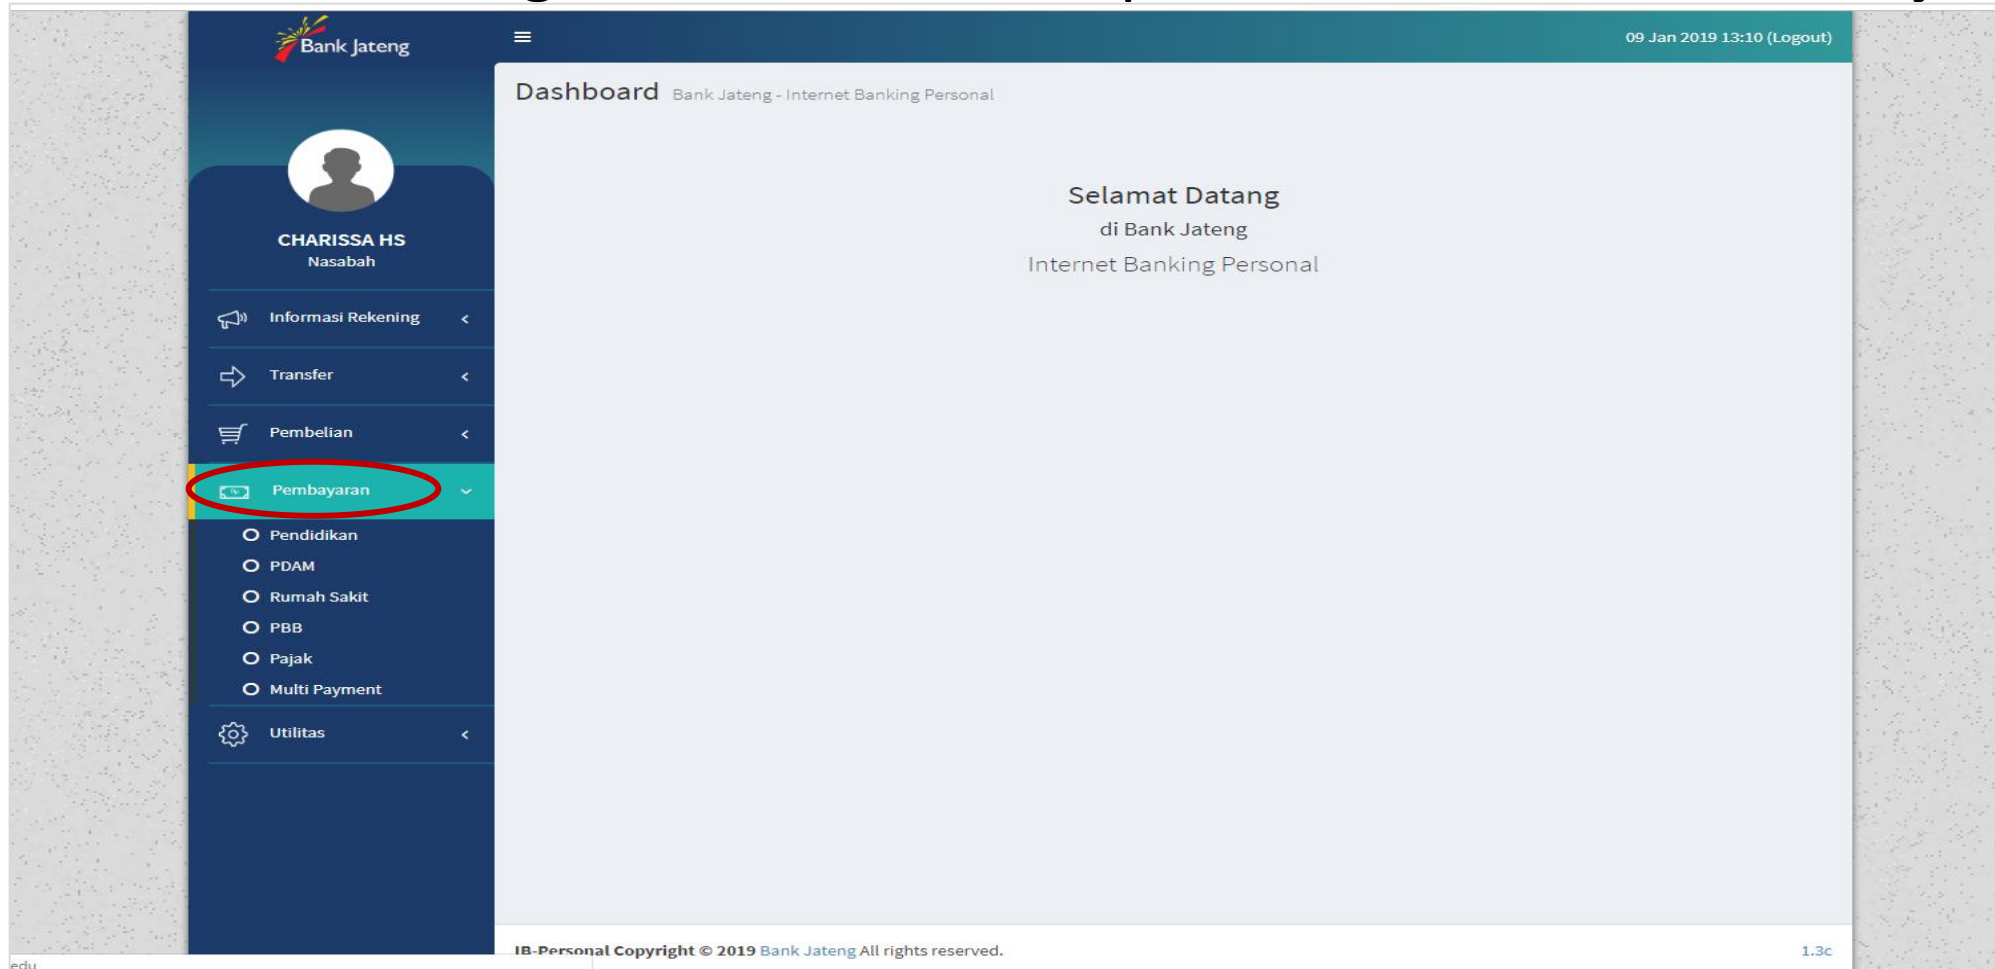 Bank Jateng
09 Jan 2019 13:10 (Logout)
Dashboard Bank Jateng - Internet Banking Personal
Selamat Datang
di Bank Jateng
Internet Banking Personal
CHARISSA HS
Nasabah
Informasi Rekening
Transfer
Pembelian
Pembayaran
Pendidikan
PDAM
Rumah Sakit
PBB
Pajak
Multi Payment
Utilitas
IB-Personal Copyright © 2019 Bank Jateng All rights reserved.
1.3c
edu